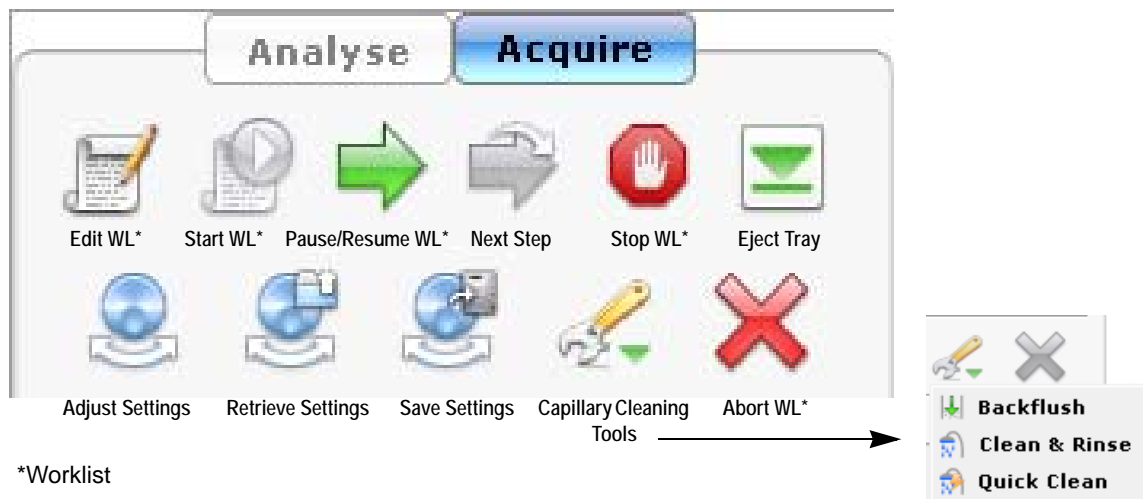 Analyse Acquire
Edit WL* Start WL* Pause/Resume WL* Next Step Stop WL* Eject Tray
Adjust Settings Retrieve Settings Save Settings Capillary Cleaning Tools Abort WL*
Backflush
Clean & Rinse
Quick Clean
*Worklist